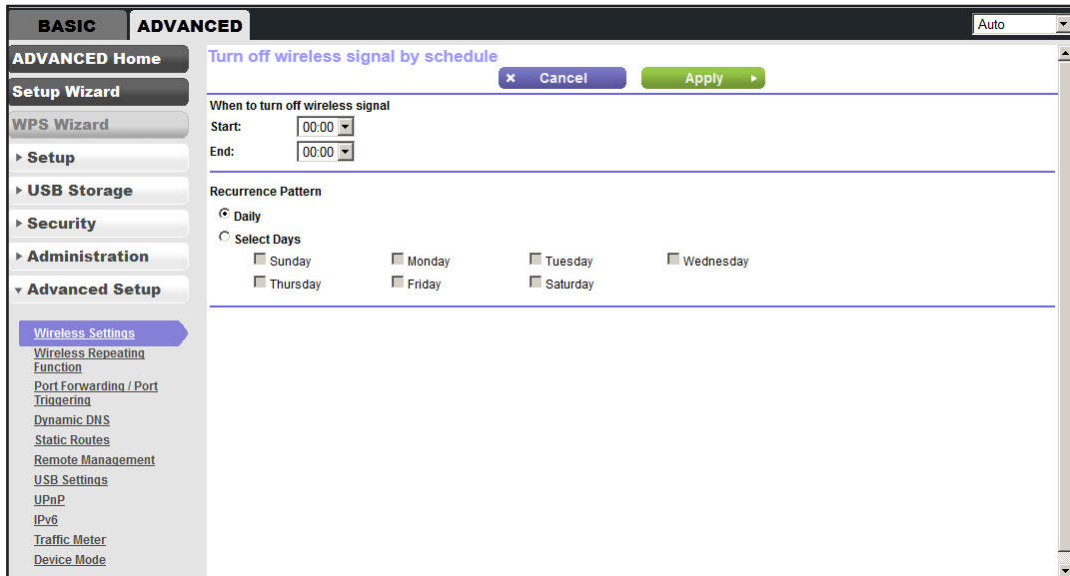 BASIC
ADVANCED
Auto
ADVANCED Home
Setup Wizard
WPS Wizard
Setup
USB Storage
Security
Administration
Advanced Setup
Wireless Settings
Wireless Repeating
Function
Port Forwarding / Port
Triggering
Dynamic DNS
Static Routes
Remote Management
USB Settings
UPnP
IPv6
Traffic Meter
Device Mode
Turn off wireless signal by schedule
× Cancel
Apply
When to turn off wireless signal
Start: 00:00
End: 00:00
Recurrence Pattern
Daily
Select Days
Sunday Monday Tuesday Wednesday
Thursday Friday Saturday